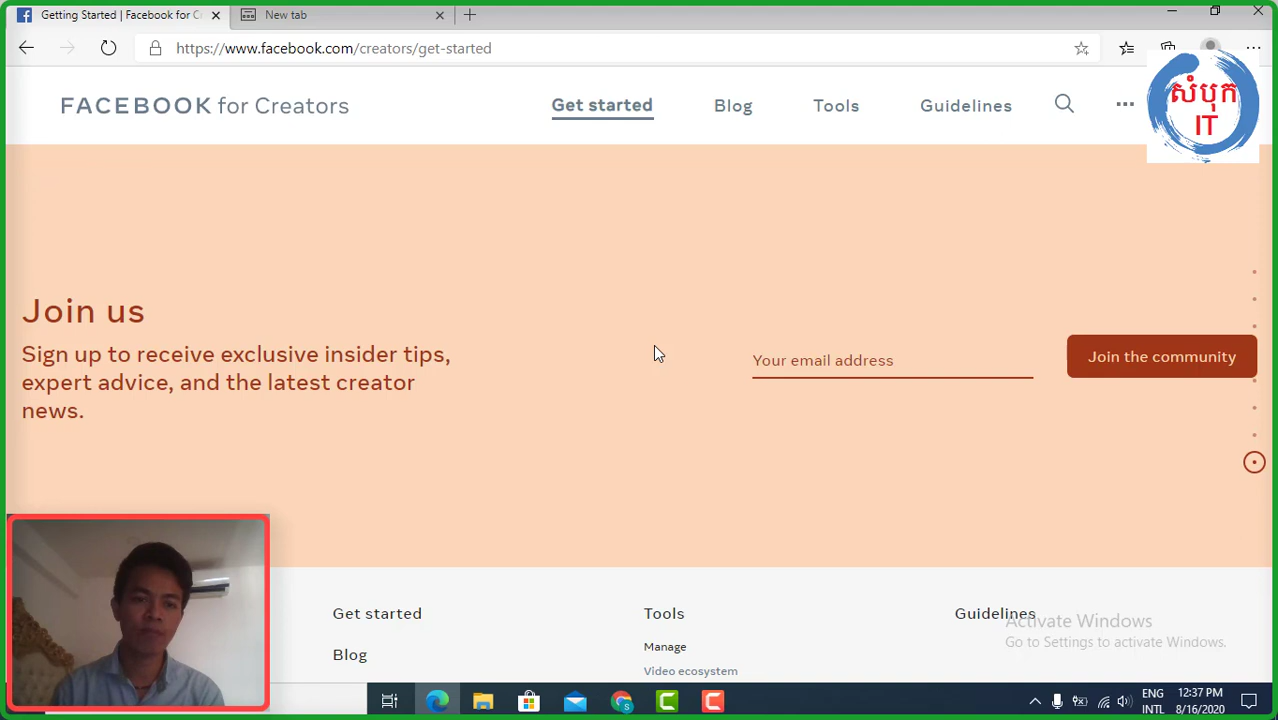 Getting Started | Facebook for C
New tab
https://www.facebook.com/creators/get-started
FACEBOOK for Creators
Get started
Blog
Tools
Guidelines
សំបុក
IT
Join us
Sign up to receive exclusive insider tips,
expert advice, and the latest creator
news.
Your email address
Join the community
Get started
Tools
Guidelines
Blog
Manage
Video ecosystem
Activate Windows
Go to Settings to activate Windows.
ENG
INTL
12:37 PM
8/16/2020